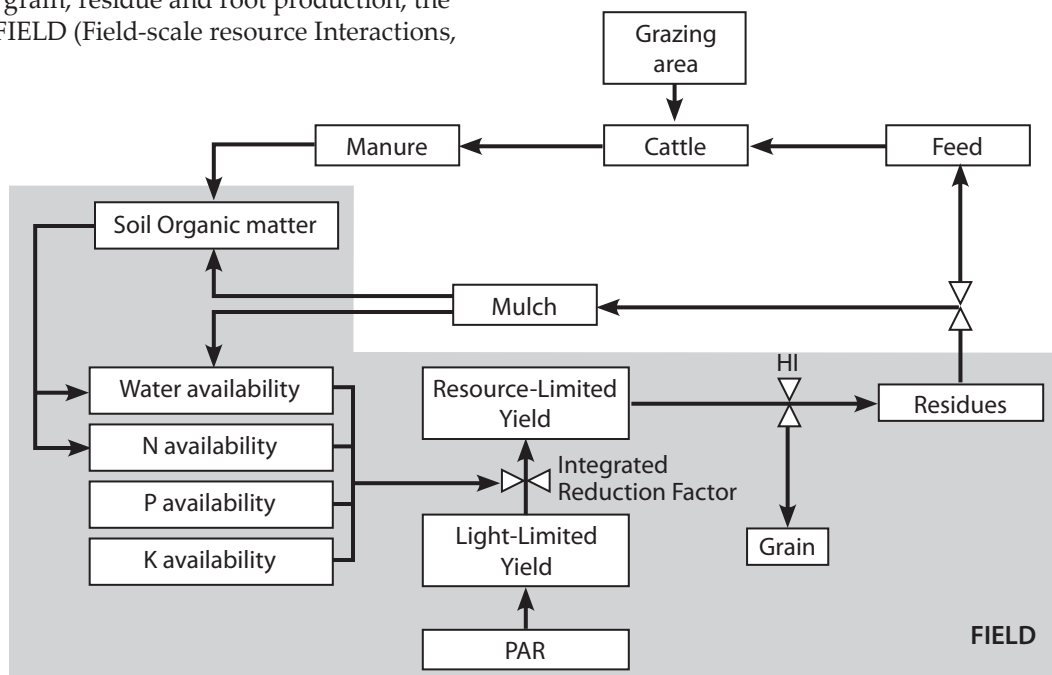 grain, residue and root production, the
FIELD (Field-scale resource Interactions,
Grazing
area
Manure
Cattle
Feed
Soil Organic matter
Mulch
Water availability
N availability
P availability
K availability
Resource-Limited
Yield
HI
Residues
Integrated
Reduction Factor
Light-Limited
Yield
Grain
PAR
FIELD